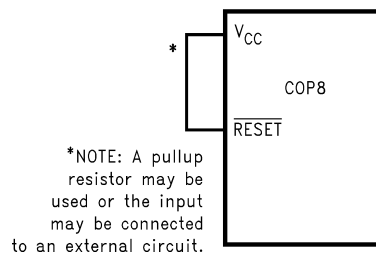 V_CC
*
COP8
RESET
*NOTE: A pullup
resistor may be
used or the input
may be connected
to an external circuit.